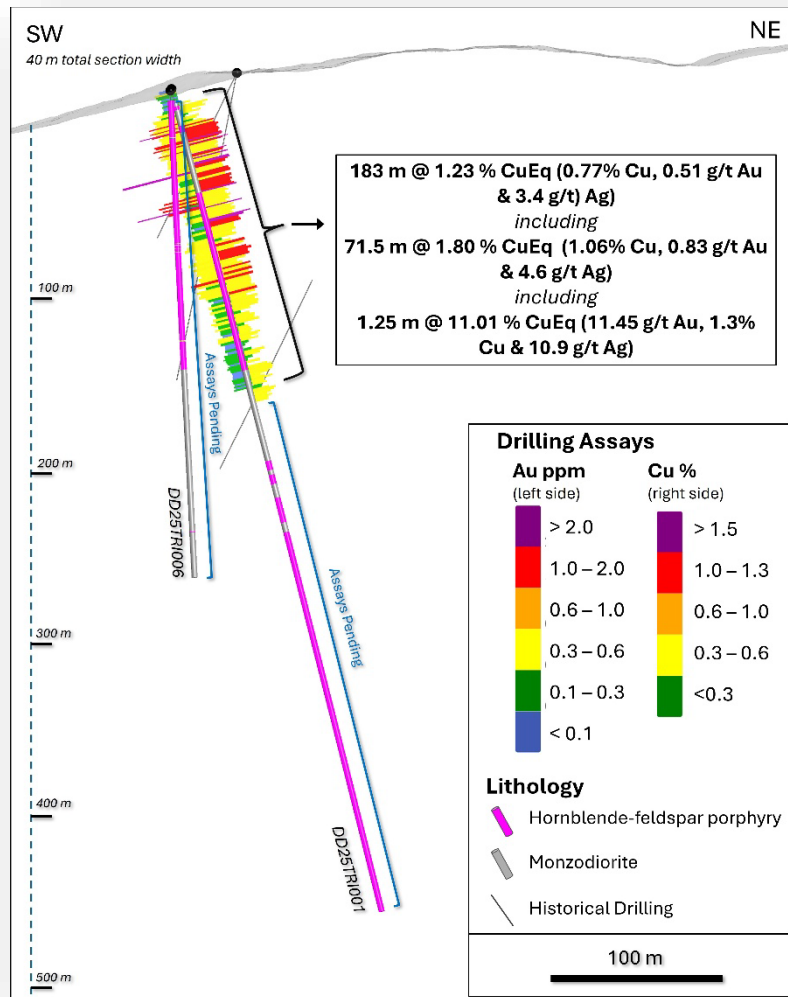 SW
NE
40 m total section width
183 m @ 1.23 % CuEq (0.77% Cu, 0.51 g/t Au
& 3.4 g/t) Ag)
including
71.5 m @ 1.80 % CuEq (1.06% Cu, 0.83 g/t Au
& 4.6 g/t Ag)
including
1.25 m @ 11.01 % CuEq (11.45 g/t Au, 1.3%
Cu & 10.9 g/t Ag)
100 m
200 m
300 m
400 m
500 m
Assays Pending
DD25TRI006
Assays Pending
DD25TRI001
Drilling Assays
Au ppm
(left side)
> 2.0
1.0 – 2.0
0.6 – 1.0
0.3 – 0.6
0.1 – 0.3
< 0.1
Cu %
(right side)
> 1.5
1.0 – 1.3
0.6 – 1.0
0.3 – 0.6
<0.3
Lithology
Hornblende-feldspar porphyry
Monzodiorite
Historical Drilling
100 m